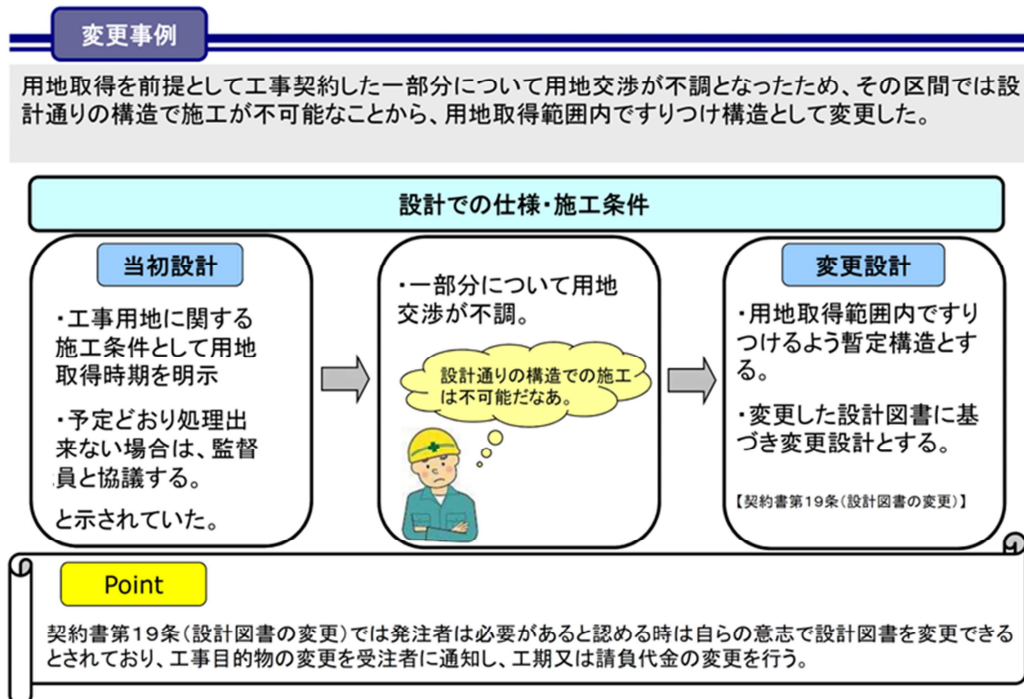 変更事例
用地取得を前提として工事契約した一部分について用地交渉が不調となったため、その区間では設
計通りの構造で施工が不可能なことから、用地取得範囲内ですりつけ構造として変更した。
設計での仕様・施工条件
当初設計
・工事用地に関する
施工条件として用地
取得時期を明示
・予定どおり処理出
来ない場合は、監督
員と協議する。
と示されていた。
・一部分について用地
交渉が不調。
設計通りの構造での施工
は不可能だなあ。
変更設計
・用地取得範囲内ですり
つけるよう暫定構造とす
る。
・変更した設計図書に基
づき変更設計とする。
【契約書第19条(設計図書の変更)】
Point
契約書第19条(設計図書の変更)では発注者は必要があると認める時は自らの意志で設計図書を変更できる
とされており、工事目的物の変更を受注者に通知し、工期又は請負代金の変更を行う。